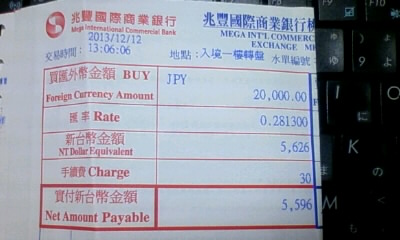 兆豐國際商業銀行
Mega International Commercial Bank
兆豐國際商業銀行
MEGA INT'L COMMERC
EXCHANGE ME
2013/12/12
交易時間: 13:06:06
地點:入境一樓轉盤 水單編號
買匯外幣金額 BUY JPY
Foreign Currency Amount 20,000.00
匯率 Rate 0.281300
新台幣金額
NT Dollar Equivalent 5,626
手續費 Charge 30
買付新台幣金額
Net Amount Payable 5,596
I
K
M
O
L